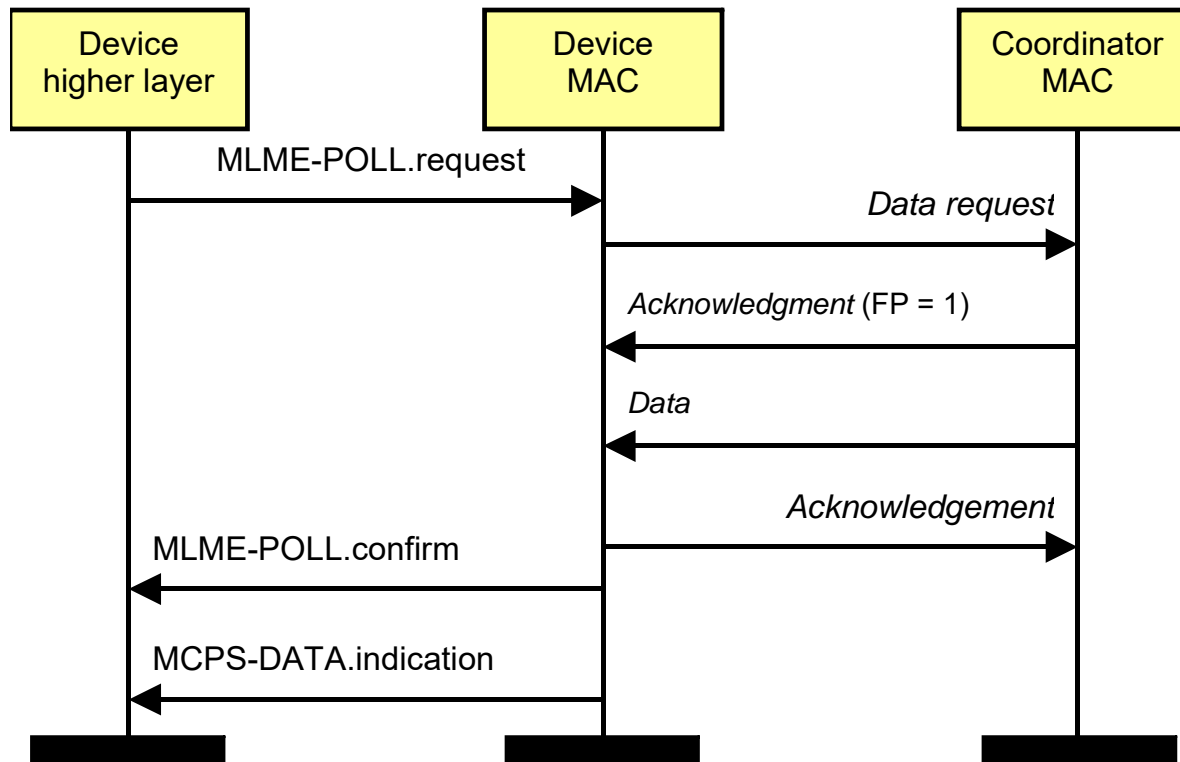 Device
higher layer
Device
MAC
Coordinator
MAC
MLME-POLL.request
Data request
Acknowledgment (FP = 1)
Data
Acknowledgement
MLME-POLL.confirm
MCPS-DATA.indication